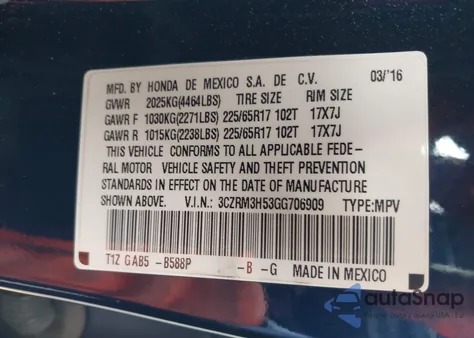 MFD. BY HONDA DE MEXICO S.A. DE C.V. 03/'16
GVWR 2025KG(4464LBS) TIRE SIZE RIM SIZE
GAWR F 1030KG(2271LBS) 225/65R17 102T 17X7J
GAWR R 1015KG(2238LBS) 225/65R17 102T 17X7J
THIS VEHICLE CONFORMS TO ALL APPLICABLE FEDE-
RAL MOTOR VEHICLE SAFETY AND THEFT PREVENTION
STANDARDS IN EFFECT ON THE DATE OF MANUFACTURE
SHOWN ABOVE. V.I.N.: 3CZRM3H53GG706909 TYPE:MPV
T1Z GAB5 -B588P -B -G MADE IN MEXICO
autoSnap